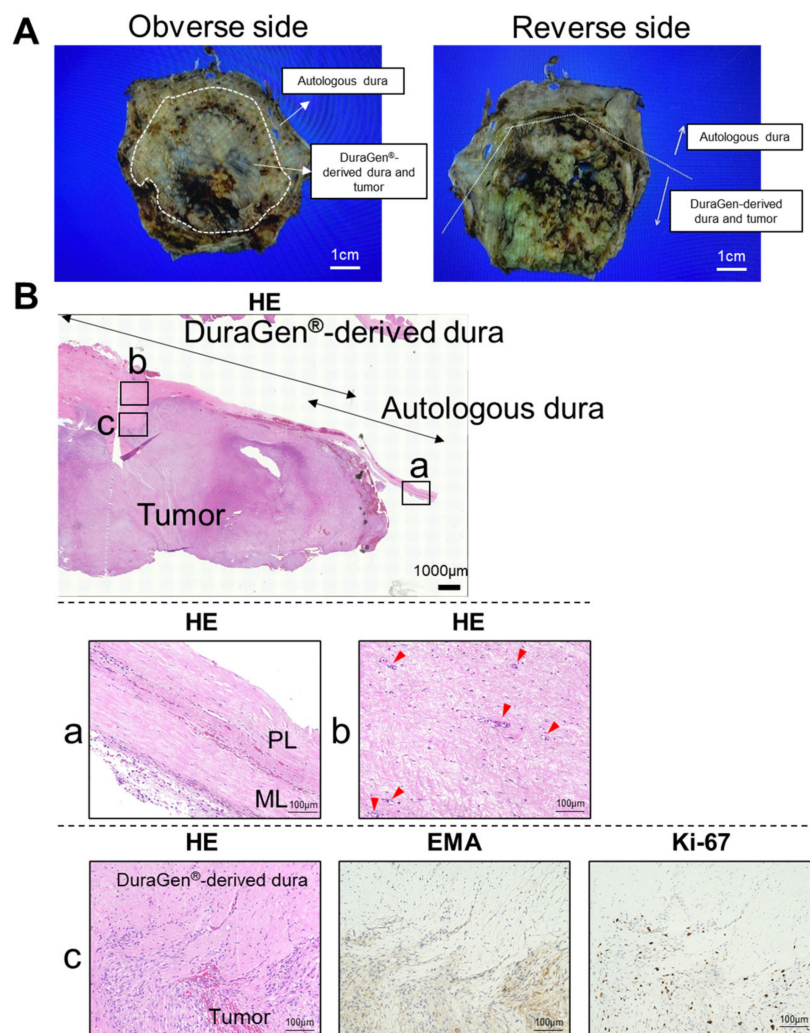 A
Obverse side
Reverse side
Autologous dura
DuraGen®-
derived dura and
tumor
1cm
Autologous dura
DuraGen-derived
dura and tumor
1cm
B
HE
DuraGen®-derived dura
Autologous dura
b
c
a
Tumor
1000μm
HE
HE
a
PL
ML
100μm
b
100μm
HE
EMA
Ki-67
c
DuraGen®-derived dura
Tumor
100μm
100μm
100μm